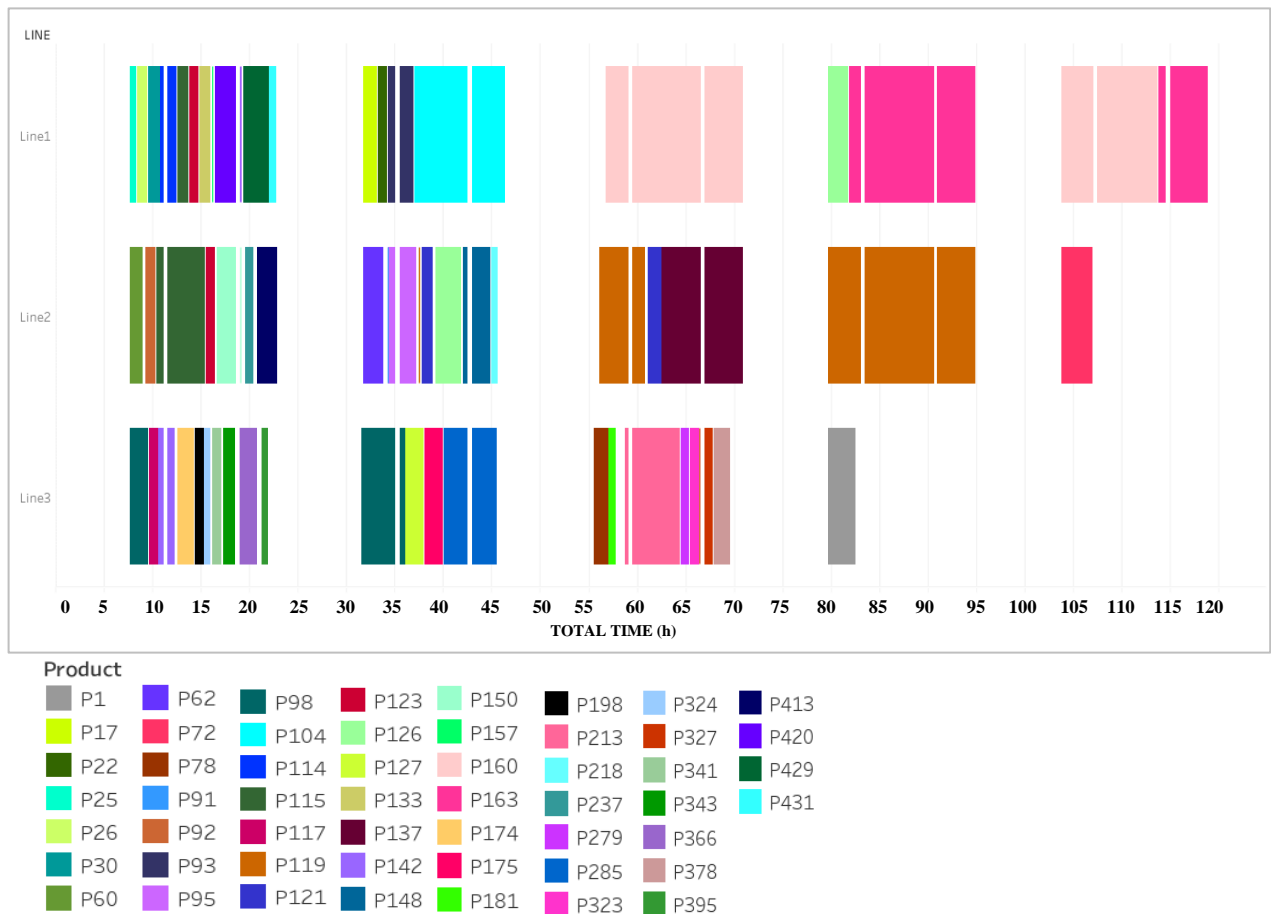 LINE
Line1
Line2
Line3
0 5 10 15 20 25 30 35 40 45 50 55 60 65 70 75 80 85 90 95 100 105 110 115 120
TOTAL TIME (h)
Product
P1 P62 P98 P123 P150 P198 P324 P413
P17 P72 P104 P126 P157 P213 P327 P420
P22 P78 P114 P127 P160 P218 P341 P429
P25 P91 P115 P133 P163 P237 P343 P431
P26 P92 P117 P137 P174 P279 P366
P30 P93 P119 P142 P175 P285 P378
P60 P95 P121 P148 P181 P323 P395